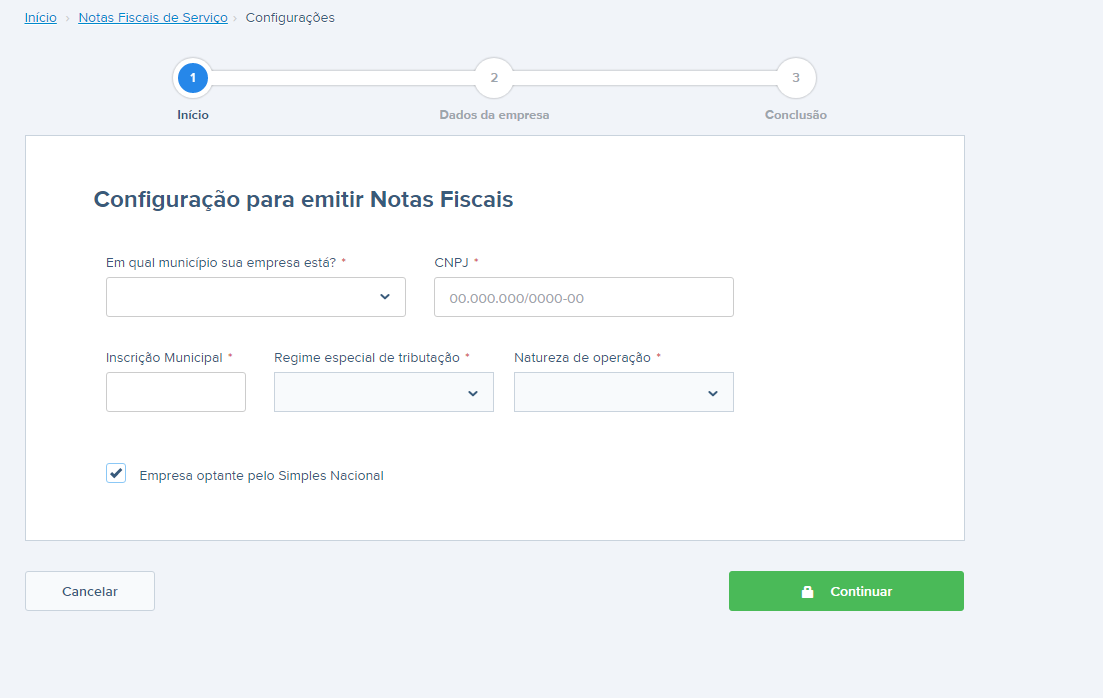 Início › Notas Fiscais de Serviço › Configurações
1 2 3
Início Dados da empresa Conclusão
Configuração para emitir Notas Fiscais
Em qual município sua empresa está? * CNPJ *
00.000.000/0000-00
Inscrição Municipal * Regime especial de tributação * Natureza de operação *
Empresa optante pelo Simples Nacional
Cancelar Continuar